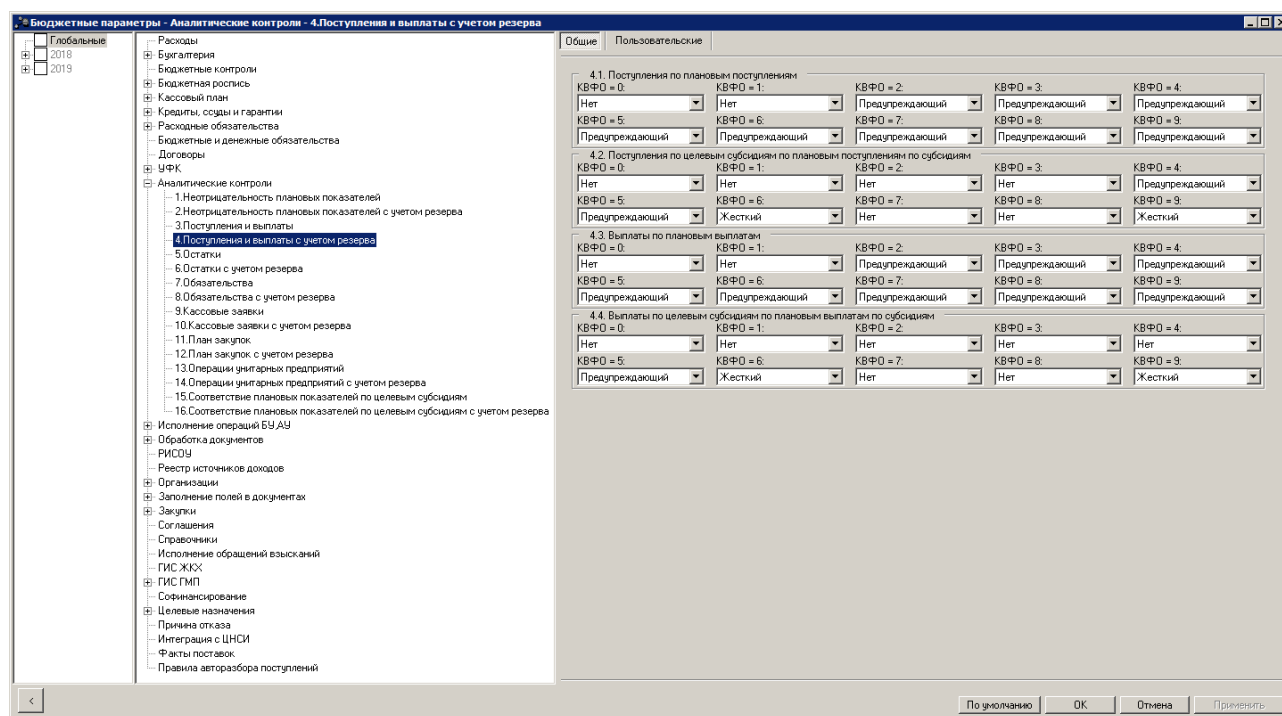 Бюджетные параметры - Аналитические контроли - 4.Поступления и выплаты с учетом резерва
Глобальные
2018
2019
Расходы
Бухгалтерия
Бюджетные контроли
Бюджетная роспись
Кассовый план
Кредиты, ссуды и гарантии
Расходные обязательства
Бюджетные и денежные обязательства
Договоры
УФК
Аналитические контроли
1.Неотрицательность плановых показателей
2.Неотрицательность плановых показателей с учетом резерва
3.Поступления и выплаты
4.Поступления и выплаты с учетом резерва
5.Остатки
6.Остатки с учетом резерва
7.Обязательства
8.Обязательства с учетом резерва
9.Кассовые заявки
10.Кассовые заявки с учетом резерва
11.План закупок
12.План закупок с учетом резерва
13.Операции унитарных предприятий
14.Операции унитарных предприятий с учетом резерва
15.Соответствие плановых показателей по целевым субсидиям
16.Соответствие плановых показателей по целевым субсидиям с учетом резерва
Исполнение операций БУ,АУ
Обработка документов
РИСОУ
Реестр источников доходов
Организации
Заполнение полей в документах
Закупки
Соглашения
Справочники
Исполнение обращений взысканий
ГИС ЖКХ
ГИС ГМП
Софинансирование
Целевые назначения
Причина отказа
Интеграция с ЦНСИ
Факты поставок
Правила авторазбора поступлений
Общие Пользовательские
4.1. Поступления по плановым поступлениям
КВФО = 0: КВФО = 1: КВФО = 2: КВФО = 3: КВФО = 4:
Нет Нет Предупреждающий Предупреждающий Предупреждающий
КВФО = 5: КВФО = 6: КВФО = 7: КВФО = 8: КВФО = 9:
Предупреждающий Предупреждающий Предупреждающий Предупреждающий Предупреждающий
4.2. Поступления по целевым субсидиям по плановым поступлениям по субсидиям
КВФО = 0: КВФО = 1: КВФО = 2: КВФО = 3: КВФО = 4:
Нет Нет Нет Нет Предупреждающий
КВФО = 5: КВФО = 6: КВФО = 7: КВФО = 8: КВФО = 9:
Предупреждающий Жесткий Нет Нет Жесткий
4.3. Выплаты по плановым выплатам
КВФО = 0: КВФО = 1: КВФО = 2: КВФО = 3: КВФО = 4:
Нет Нет Предупреждающий Предупреждающий Предупреждающий
КВФО = 5: КВФО = 6: КВФО = 7: КВФО = 8: КВФО = 9:
Предупреждающий Предупреждающий Предупреждающий Предупреждающий Предупреждающий
4.4. Выплаты по целевым субсидиям по плановым выплатам по субсидиям
КВФО = 0: КВФО = 1: КВФО = 2: КВФО = 3: КВФО = 4:
Нет Нет Нет Нет Нет
КВФО = 5: КВФО = 6: КВФО = 7: КВФО = 8: КВФО = 9:
Предупреждающий Жесткий Нет Нет Жесткий
< По умолчанию OK Отмена Применить